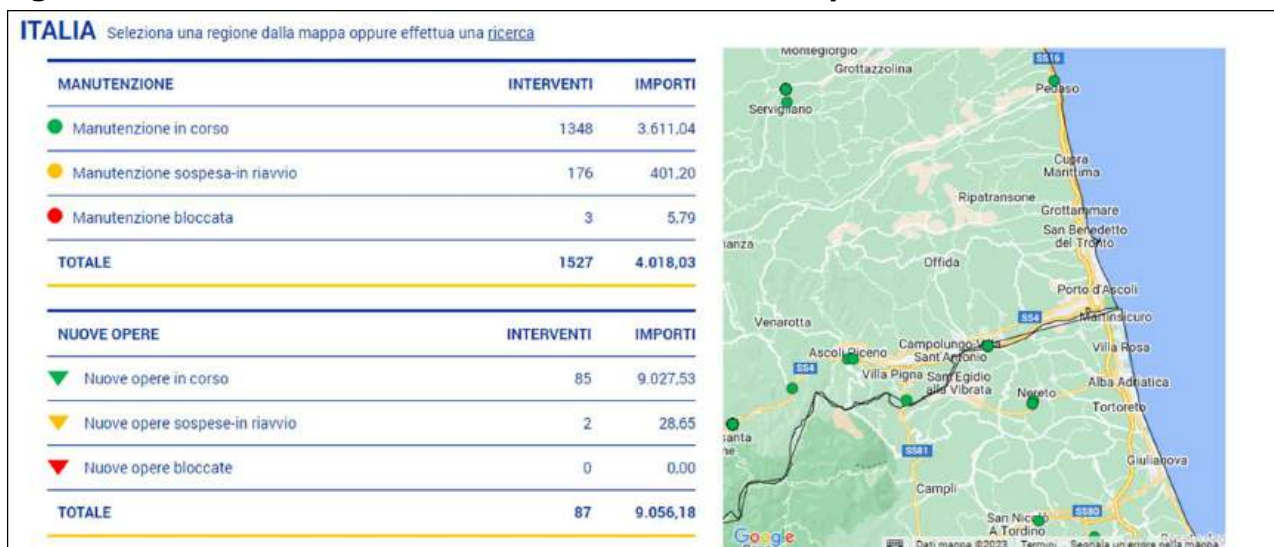 ITALIA Seleziona una regione dalla mappa oppure effettua una ricerca
MANUTENZIONE INTERVENTI IMPORTI
Manutenzione in corso 1348 3.611,04
Manutenzione sospesa-in riavvio 176 401,20
Manutenzione bloccata 3 5,79
TOTALE 1527 4.018,03
NUOVE OPERE INTERVENTI IMPORTI
Nuove opere in corso 85 9.027,53
Nuove opere sospese-in riavvio 2 28,65
Nuove opere bloccate 0 0,00
TOTALE 87 9.056,18
Montegiorgio
Grottazzolina
SS16
Pedaso
Servigliano
Cupra
Marittima
Ripatransone
Grottammare
San Benedetto
del Tronto
Offida
Porto d'Ascoli
SS4
Martinsicuro
Venarotta
Ascoli Piceno
Campolungo-Villa
Sant'Antonio
Villa Rosa
SS4
Villa Pigna
Sant'Egidio
alla Vibrata
Nereto
Alba Adriatica
Tortoreto
SS81
Giulianova
Campli
San Nicolò
A Tordino
SS80
Google
Dati mappa ©2023 Termini Segnala un errore nella mappa